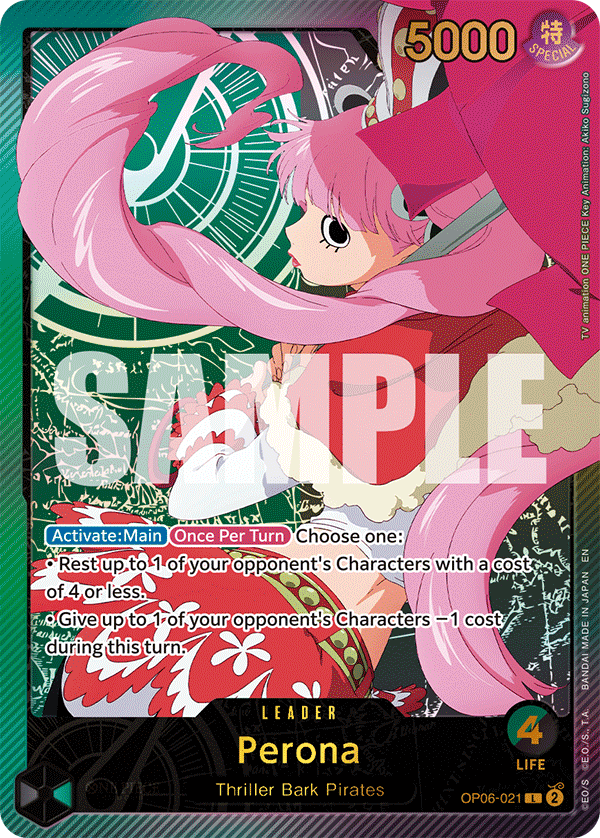 5000
特
SPECIAL
TV animation ONE PIECE Key Animation: Akiko Sugizono
SAMPLE
Activate:Main Once Per Turn Choose one:
• Rest up to 1 of your opponent's Characters with a cost
of 4 or less.
• Give up to 1 of your opponent's Characters −1 cost
during this turn.
BANDAI MADE IN JAPAN EN
©E.O/S., T.A.
©EO/S
LEADER
4
LIFE
Perona
ONE PIECE
Thriller Bark Pirates
OP06-021 L 2